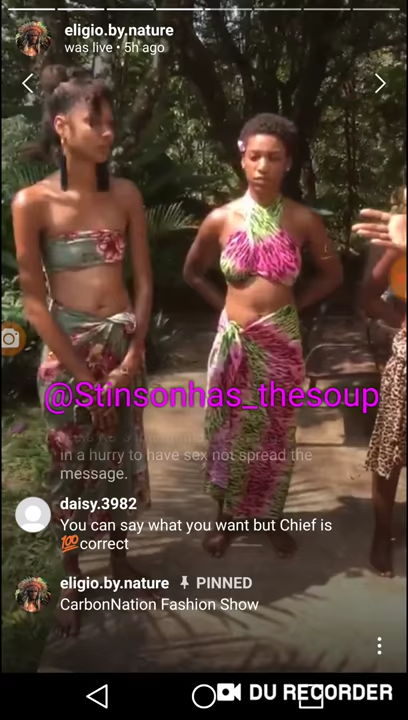 eligio.by.nature
was live • 5h ago
@Stinsonhas_thesoup
in a hurry to have sex not spread the
message.
daisy.3982
You can say what you want but Chief is
💯correct
eligio.by.nature PINNED
CarbonNation Fashion Show
DU RECORDER